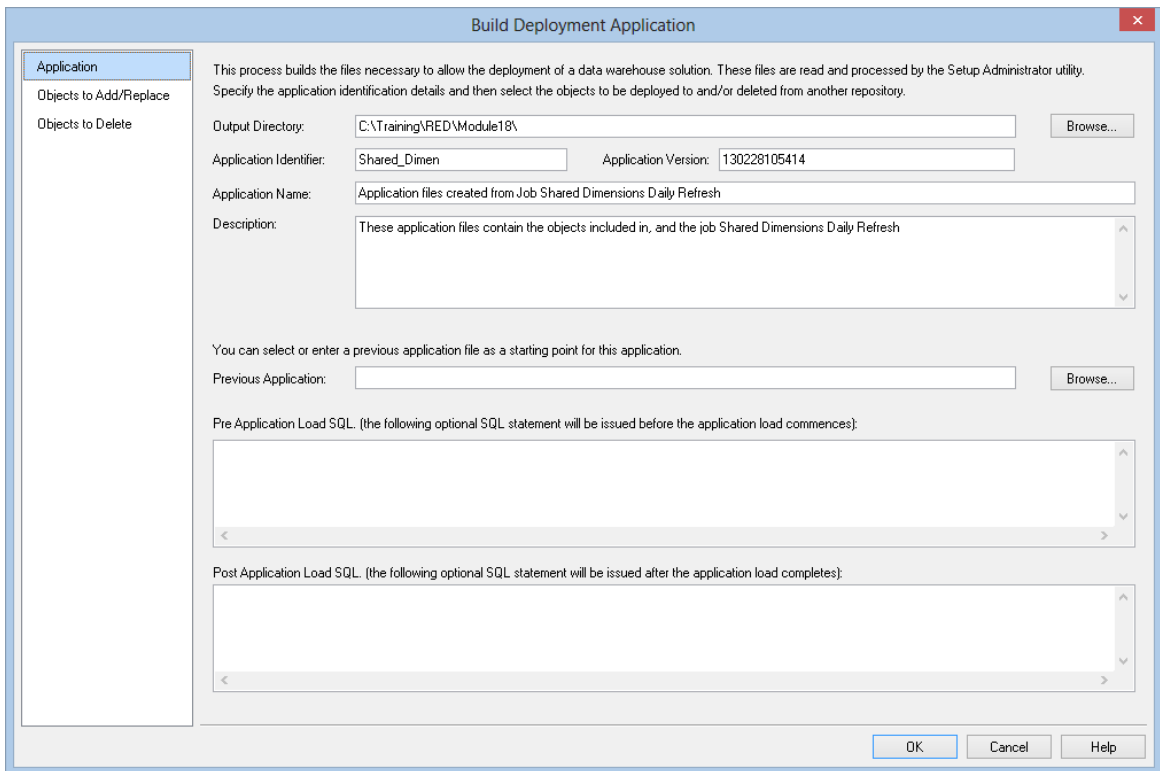 Build Deployment Application
Application
Objects to Add/Replace
Objects to Delete
This process builds the files necessary to allow the deployment of a data warehouse solution. These files are read and processed by the Setup Administrator utility.
Specify the application identification details and then select the objects to be deployed to and/or deleted from another repository.
Output Directory: C:\Training\RED\Module18\ Browse...
Application Identifier: Shared_Dimen Application Version: 130228105414
Application Name: Application files created from Job Shared Dimensions Daily Refresh
Description: These application files contain the objects included in, and the job Shared Dimensions Daily Refresh
You can select or enter a previous application file as a starting point for this application.
Previous Application: Browse...
Pre Application Load SQL. (the following optional SQL statement will be issued before the application load commences):
Post Application Load SQL. (the following optional SQL statement will be issued after the application load completes):
OK Cancel Help